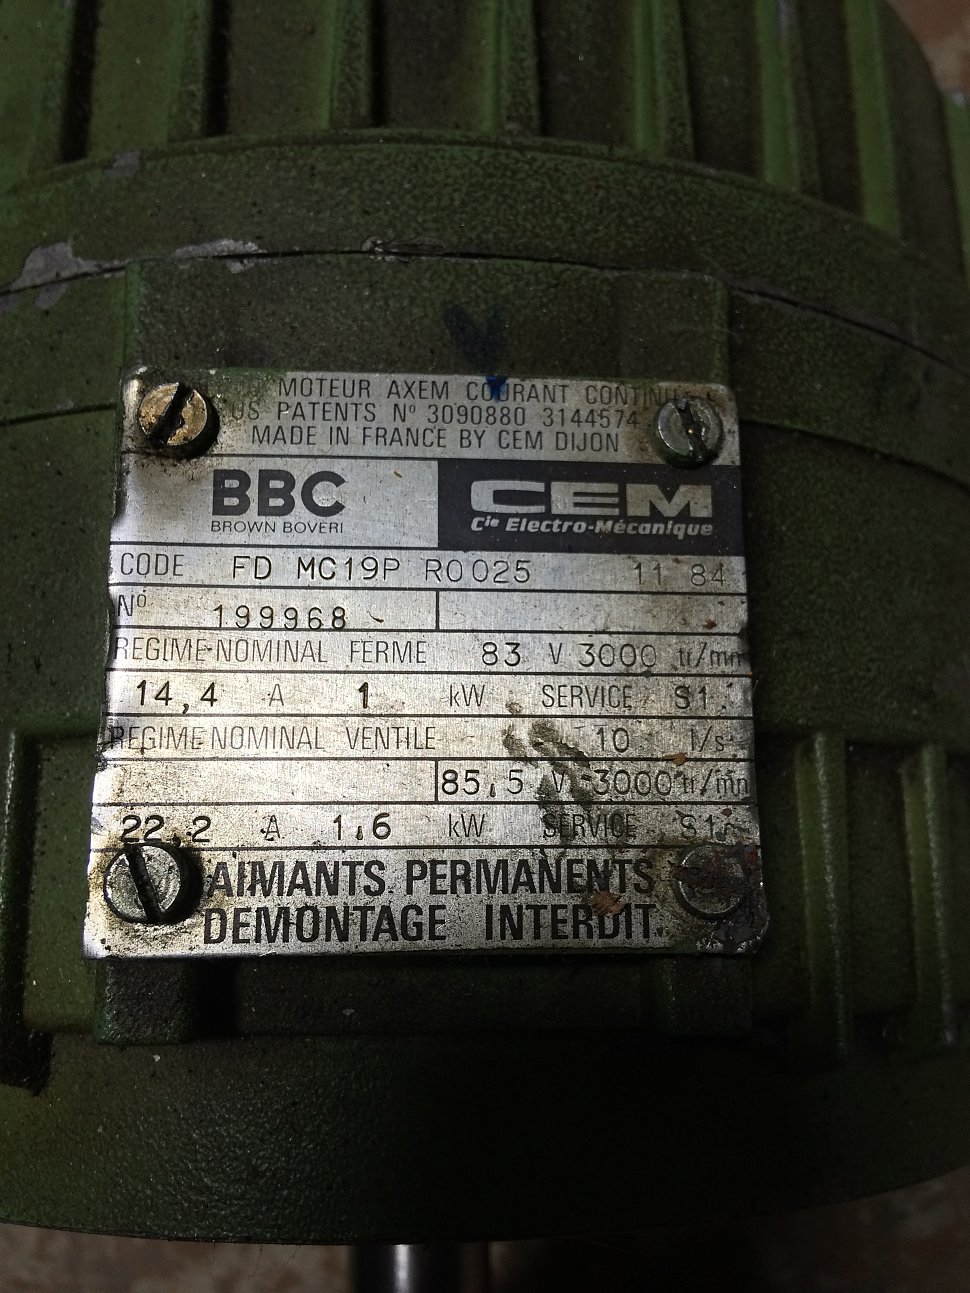 MOTEUR AXEM COURANT CONTINU
US PATENTS Nº 3090880 3144574
MADE IN FRANCE BY CEM DIJON
BBC
BROWN BOVERI
CEM
Cie Electro-Mécanique
CODE FD MC19P R0025 11 84
Nº 199968
REGIME NOMINAL FERME 83 V 3000 tr/mn
14,4 A 1 kW SERVICE S1
REGIME NOMINAL VENTILE 10 l/s
85,5 V 3000 tr/mn
22,2 A 1,6 kW SERVICE S1
AIMANTS PERMANENTS
DEMONTAGE INTERDIT